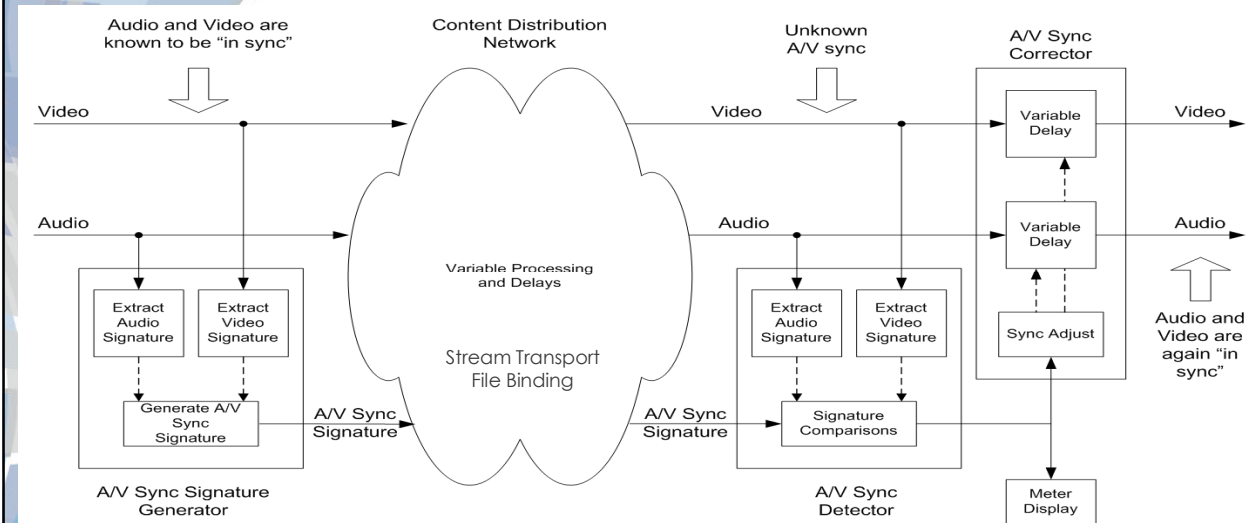 Audio and Video are
known to be “in sync”
Content Distribution
Network
Unknown
A/V sync
A/V Sync
Corrector
Video
Video
Variable
Delay
Video
Audio
Audio
Variable
Delay
Audio
Variable Processing
and Delays
Extract
Audio
Signature
Extract
Video
Signature
Extract
Audio
Signature
Extract
Video
Signature
Sync Adjust
Audio and
Video are
again “in
sync”
Stream Transport
File Binding
Generate A/V
Sync
Signature
A/V Sync
Signature
A/V Sync
Signature
Signature
Comparisons
A/V Sync Signature
Generator
A/V Sync
Detector
Meter
Display